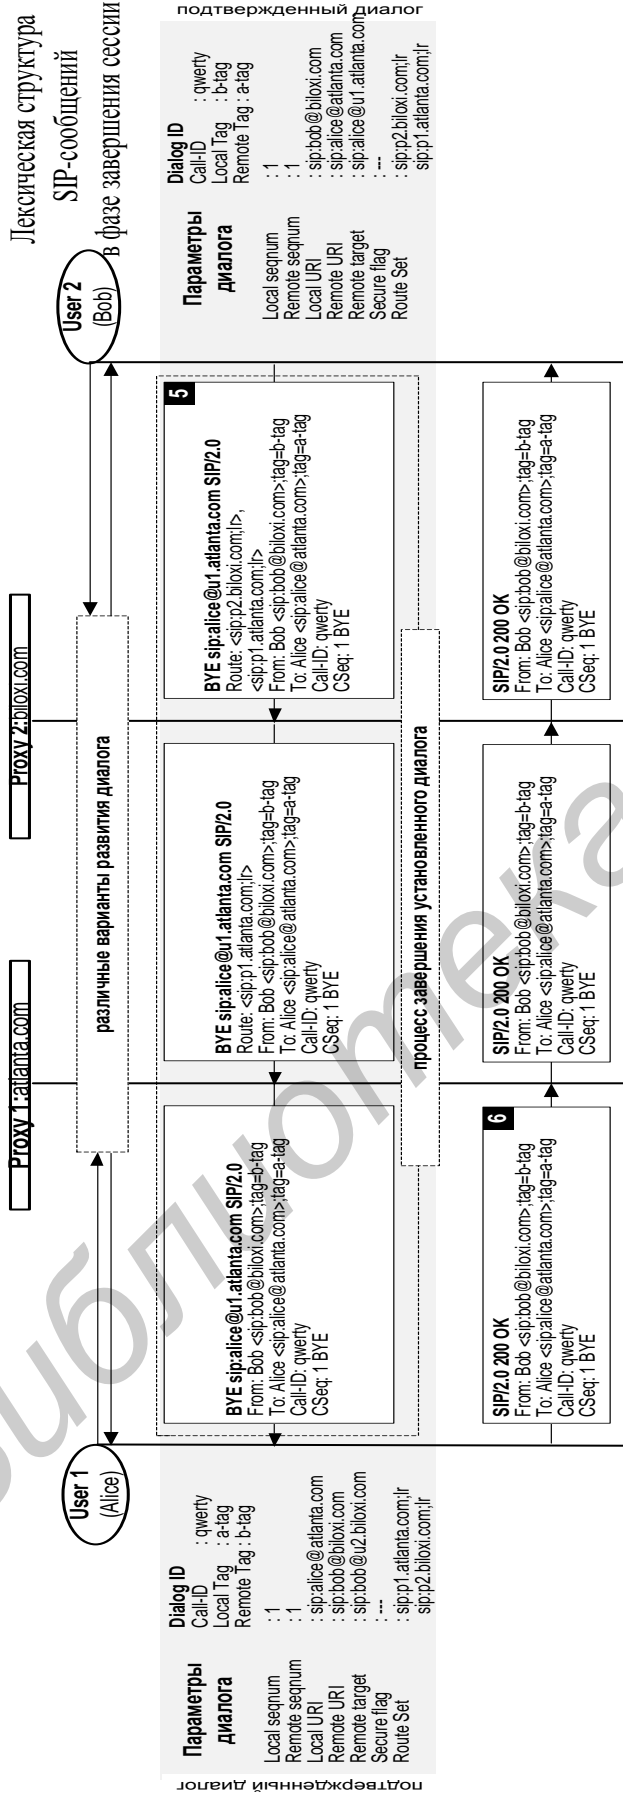 Лексическая структура
SIP-сообщений
в фазе завершения сессии
User 1
(Alice)
Proxy 1:atlanta.com
Proxy 2:biloxi.com
User 2
(Bob)
различные варианты развития диалога
подтвержденный диалог
Параметры
диалога
Dialog ID
Call-ID : qwerty
Local Tag : a-tag
Remote Tag : b-tag
Local seqnum : 1
Remote seqnum : 1
Local URI : sip:alice@atlanta.com
Remote URI : sip:bob@biloxi.com
Remote target : sip:bob@u2.biloxi.com
Secure flag : ---
Route Set : sip:p1.atlanta.com;lr
sip:p2.biloxi.com;lr
BYE sip:alice@u1.atlanta.com SIP/2.0
From: Bob <sip:bob@biloxi.com>;tag=b-tag
To: Alice <sip:alice@atlanta.com>;tag=a-tag
Call-ID: qwerty
CSeq: 1 BYE
BYE sip:alice@u1.atlanta.com SIP/2.0
Route: <sip:p1.atlanta.com;lr>
From: Bob <sip:bob@biloxi.com>;tag=b-tag
To: Alice <sip:alice@atlanta.com>;tag=a-tag
Call-ID: qwerty
CSeq: 1 BYE
5
BYE sip:alice@u1.atlanta.com SIP/2.0
Route: <sip:p2.biloxi.com;lr>,
<sip:p1.atlanta.com;lr>
From: Bob <sip:bob@biloxi.com>;tag=b-tag
To: Alice <sip:alice@atlanta.com>;tag=a-tag
Call-ID: qwerty
CSeq: 1 BYE
Параметры
диалога
Dialog ID
Call-ID : qwerty
Local Tag : b-tag
Remote Tag : a-tag
Local seqnum : 1
Remote seqnum : 1
Local URI : sip:bob@biloxi.com
Remote URI : sip:alice@atlanta.com
Remote target : sip:alice@u1.atlanta.com
Secure flag : ---
Route Set : sip:p2.biloxi.com;lr
sip:p1.atlanta.com;lr
подтвержденный диалог
процесс завершения установленного диалога
6
SIP/2.0 200 OK
From: Bob <sip:bob@biloxi.com>;tag=b-tag
To: Alice <sip:alice@atlanta.com>;tag=a-tag
Call-ID: qwerty
CSeq: 1 BYE
SIP/2.0 200 OK
From: Bob <sip:bob@biloxi.com>;tag=b-tag
To: Alice <sip:alice@atlanta.com>;tag=a-tag
Call-ID: qwerty
CSeq: 1 BYE
SIP/2.0 200 OK
From: Bob <sip:bob@biloxi.com>;tag=b-tag
To: Alice <sip:alice@atlanta.com>;tag=a-tag
Call-ID: qwerty
CSeq: 1 BYE